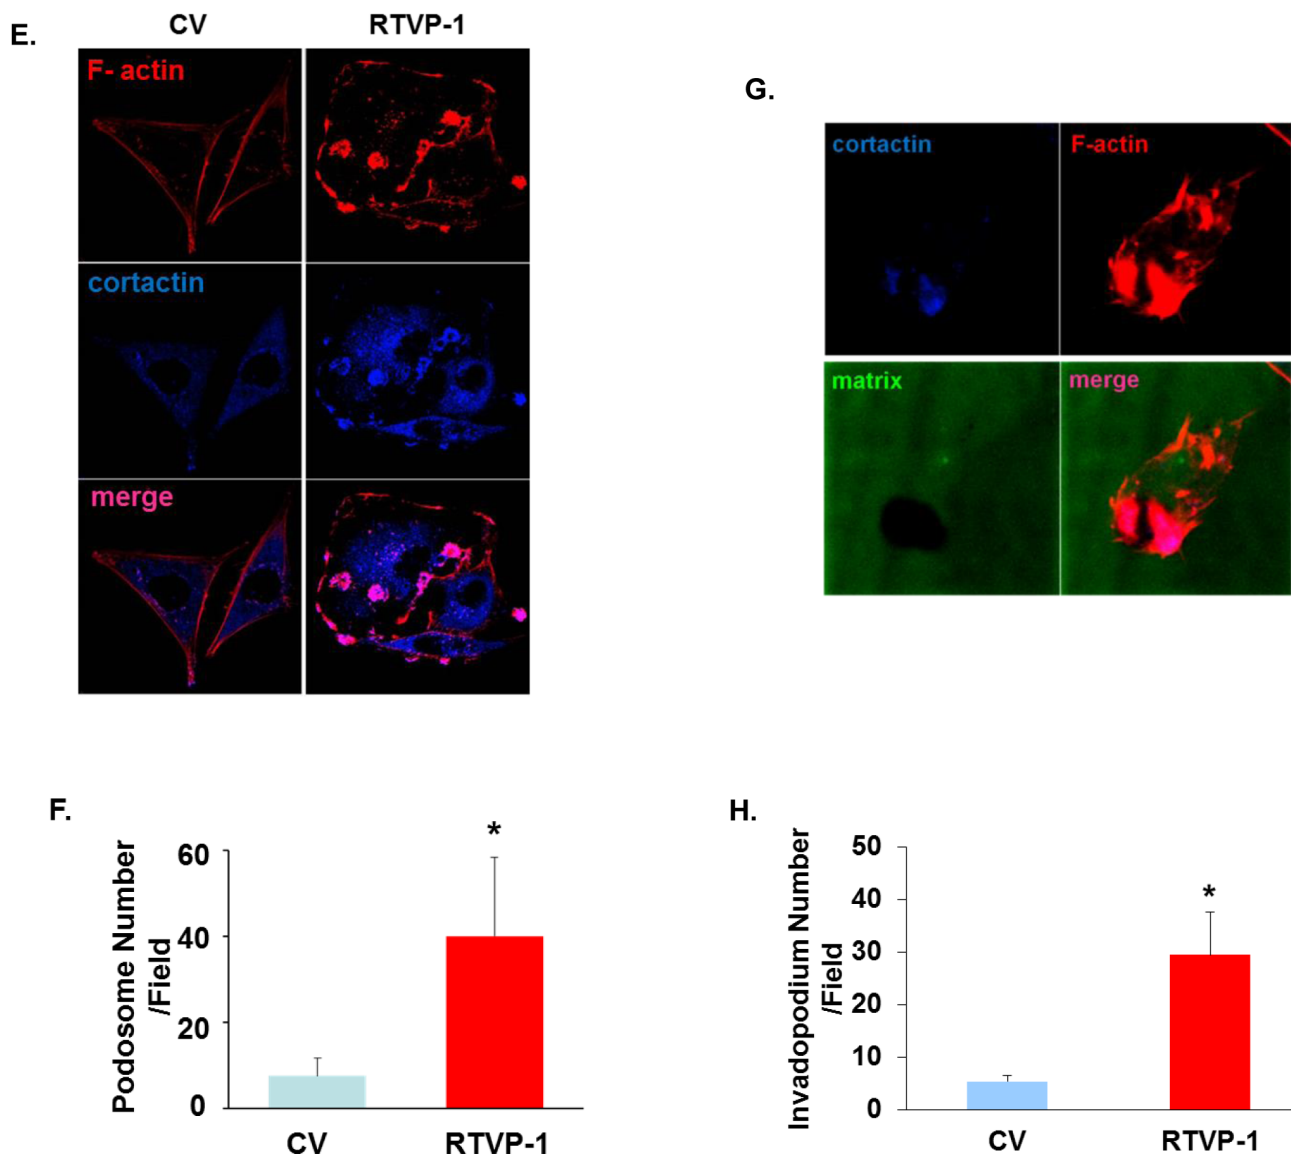 E.
CV RTVP-1
F- actin
cortactin
merge
G.
cortactin F-actin
matrix merge
F.
Podosome Number
/Field
60
40
20
0
*
CV RTVP-1
H.
Invadopodium Number
/Field
50
40
30
20
10
0
*
CV RTVP-1